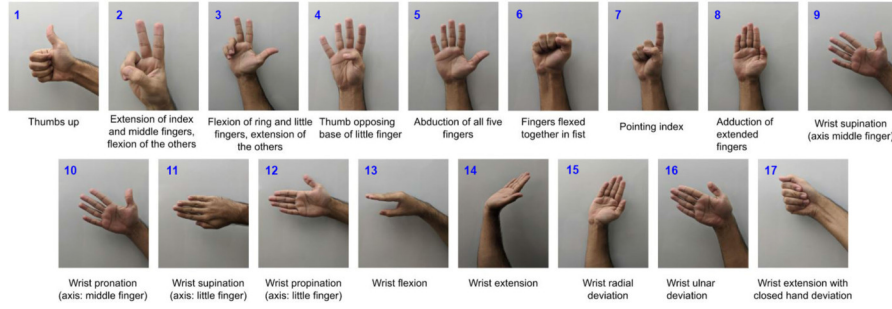 1
2
3
4
5
6
7
8
9
Thumbs up
Extension of index
and middle fingers,
flexion of the others
Flexion of ring and little
fingers, extension of
the others
Thumb opposing
base of little finger
Abduction of all five
fingers
Fingers flexed
together in fist
Pointing index
Adduction of
extended
fingers
Wrist supination
(axis middle finger)
10
11
12
13
14
15
16
17
Wrist pronation
(axis: middle finger)
Wrist supination
(axis: little finger)
Wrist propination
(axis: little finger)
Wrist flexion
Wrist extension
Wrist radial
deviation
Wrist ulnar
deviation
Wrist extension with
closed hand deviation